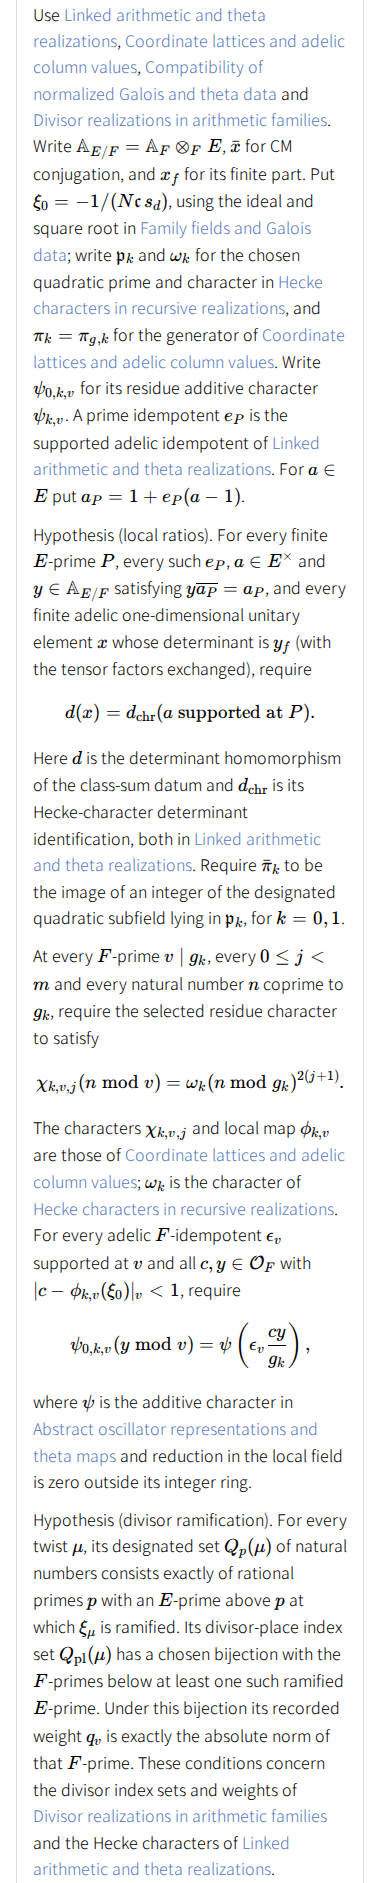 Use Linked arithmetic and theta
realizations, Coordinate lattices and adelic
column values, Compatibility of
normalized Galois and theta data and
Divisor realizations in arithmetic families.
Write 𝔸_{E/F} = 𝔸_F ⊗_F E, x̄ for CM
conjugation, and x_f for its finite part. Put
ξ_0 = −1/(N𝔠 s_d), using the ideal and
square root in Family fields and Galois
data; write 𝔭_k and ω_k for the chosen
quadratic prime and character in Hecke
characters in recursive realizations, and
π_k = π_{g,k} for the generator of Coordinate
lattices and adelic column values. Write
ψ_{0,k,v} for its residue additive character
ψ_{k,v}. A prime idempotent e_P is the
supported adelic idempotent of Linked
arithmetic and theta realizations. For a ∈
E put a_P = 1 + e_P(a − 1).
Hypothesis (local ratios). For every finite
E-prime P, every such e_P, a ∈ E^× and
y ∈ 𝔸_{E/F} satisfying y\overline{a_P} = a_P, and every
finite adelic one-dimensional unitary
element x whose determinant is y_f (with
the tensor factors exchanged), require
d(x) = d_{chr}(a supported at P).
Here d is the determinant homomorphism
of the class-sum datum and d_{chr} is its
Hecke-character determinant
identification, both in Linked arithmetic
and theta realizations. Require π̄_k to be
the image of an integer of the designated
quadratic subfield lying in 𝔭_k, for k = 0, 1.
At every F-prime v | g_k, every 0 ≤ j <
m and every natural number n coprime to
g_k, require the selected residue character
to satisfy
χ_{k,v,j}(n mod v) = ω_k(n mod g_k)^{2(j+1)}.
The characters χ_{k,v,j} and local map ϕ_{k,v}
are those of Coordinate lattices and adelic
column values; ω_k is the character of
Hecke characters in recursive realizations.
For every adelic F-idempotent ϵ_v
supported at v and all c, y ∈ 𝒪_F with
|c − ϕ_{k,v}(ξ_0)|_v < 1, require
ψ_{0,k,v}(y mod v) = ψ(ϵ_v \frac{cy}{g_k}),
where ψ is the additive character in
Abstract oscillator representations and
theta maps and reduction in the local field
is zero outside its integer ring.
Hypothesis (divisor ramification). For every
twist μ, its designated set Q_p(μ) of natural
numbers consists exactly of rational
primes p with an E-prime above p at
which ξ_μ is ramified. Its divisor-place index
set Q_{pl}(μ) has a chosen bijection with the
F-primes below at least one such ramified
E-prime. Under this bijection its recorded
weight q_v is exactly the absolute norm of
that F-prime. These conditions concern
the divisor index sets and weights of
Divisor realizations in arithmetic families
and the Hecke characters of Linked
arithmetic and theta realizations.